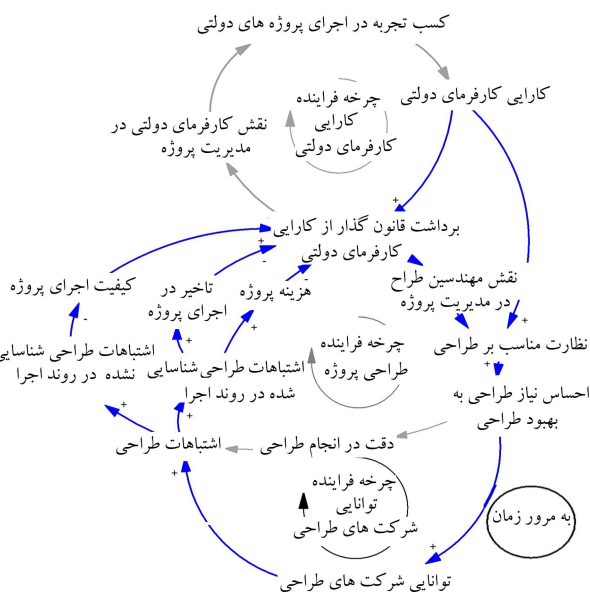 کسب تجربه در اجرای پروژه های دولتی
کارایی کارفرمای دولتی
چرخه فراینده
کارایی
کارفرمای دولتی
نقش کارفرمای دولتی در
مدیریت پروژه
+
برداشت قانون گذار از کارایی
کارفرمای دولتی
+
-
-
نقش مهندسین طراح
در مدیریت پروژه
کیفیت اجرای پروژه
تاخیر در
اجرای پروژه
هزینه پروژه
+
نظارت مناسب بر طراحی
+
چرخه فراینده
طراحی پروژه
-
+
+
اشتباهات طراحی شناسایی
نشده در روند اجرا
اشتباهات طراحی شناسایی
شده در روند اجرا
احساس نیاز طراحی به
بهبود طراحی
+
+
اشتباهات طراحی
دقت در انجام طراحی
+
چرخه فراینده
توانایی
شرکت های طراحی
به مرور زمان
+
توانایی شرکت های طراحی